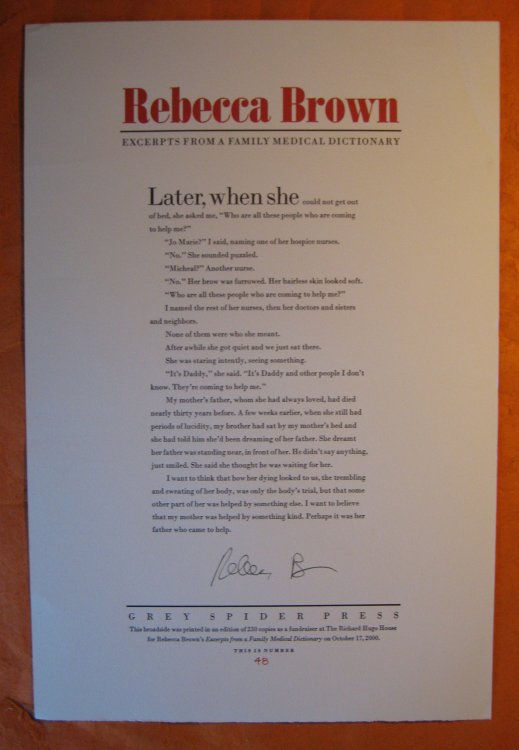 Rebecca Brown
EXCERPTS FROM A FAMILY MEDICAL DICTIONARY
Later, when she could not get out
of bed, she asked me, "Who are all these people who are coming
to help me?"
"Jo Marie?" I said, naming one of her hospice nurses.
"No." She sounded puzzled.
"Micheal?" Another nurse.
"No." Her brow was furrowed. Her hairless skin looked soft.
"Who are all these people who are coming to help me?"
I named the rest of her nurses, then her doctors and sisters
and neighbors.
None of them were who she meant.
After awhile she got quiet and we just sat there.
She was staring intently, seeing something.
"It's Daddy," she said. "It's Daddy and other people I don't
know. They're coming to help me."
My mother's father, whom she had always loved, had died
nearly thirty years before. A few weeks earlier, when she still had
periods of lucidity, my brother had sat by my mother's bed and
she had told him she'd been dreaming of her father. She dreamt
her father was standing near, in front of her. He didn't say anything,
just smiled. She said she thought he was waiting for her.
I want to think that how her dying looked to us, the trembling
and sweating of her body, was only the body's trial, but that some
other part of her was helped by something else. I want to believe
that my mother was helped by something kind. Perhaps it was her
father who came to help.
Rebecca B
GREY SPIDER PRESS
This broadside was printed in an edition of 230 copies as a fundraiser at The Richard Hugo House
for Rebecca Brown's Excerpts from a Family Medical Dictionary on October 17, 2000.
THIS IS NUMBER
48